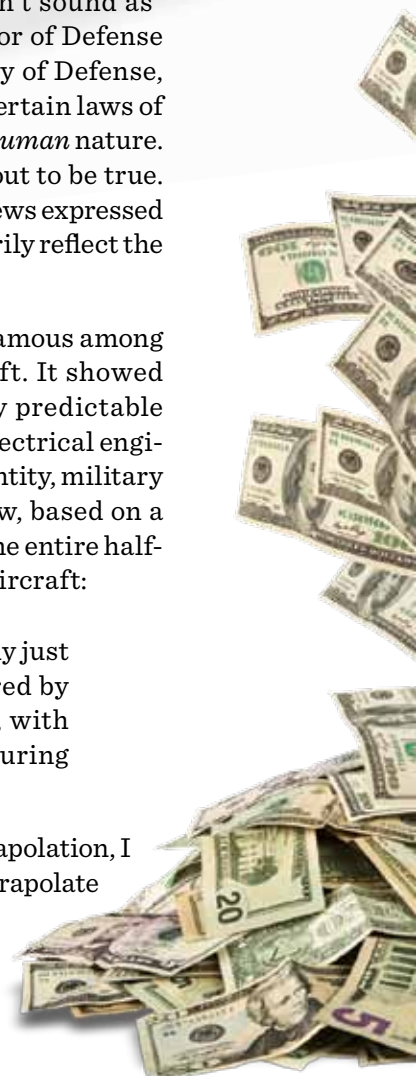 n't sound as
or of Defense
y of Defense,
ertain laws of
uman nature.
out to be true.
ews expressed
rily reflect the
amous among
ft. It showed
y predictable
ectrical engi-
ntity, military
w, based on a
he entire half-
ircraft:
y just
red by
, with
uring
apolation, I
rapolate
20
5